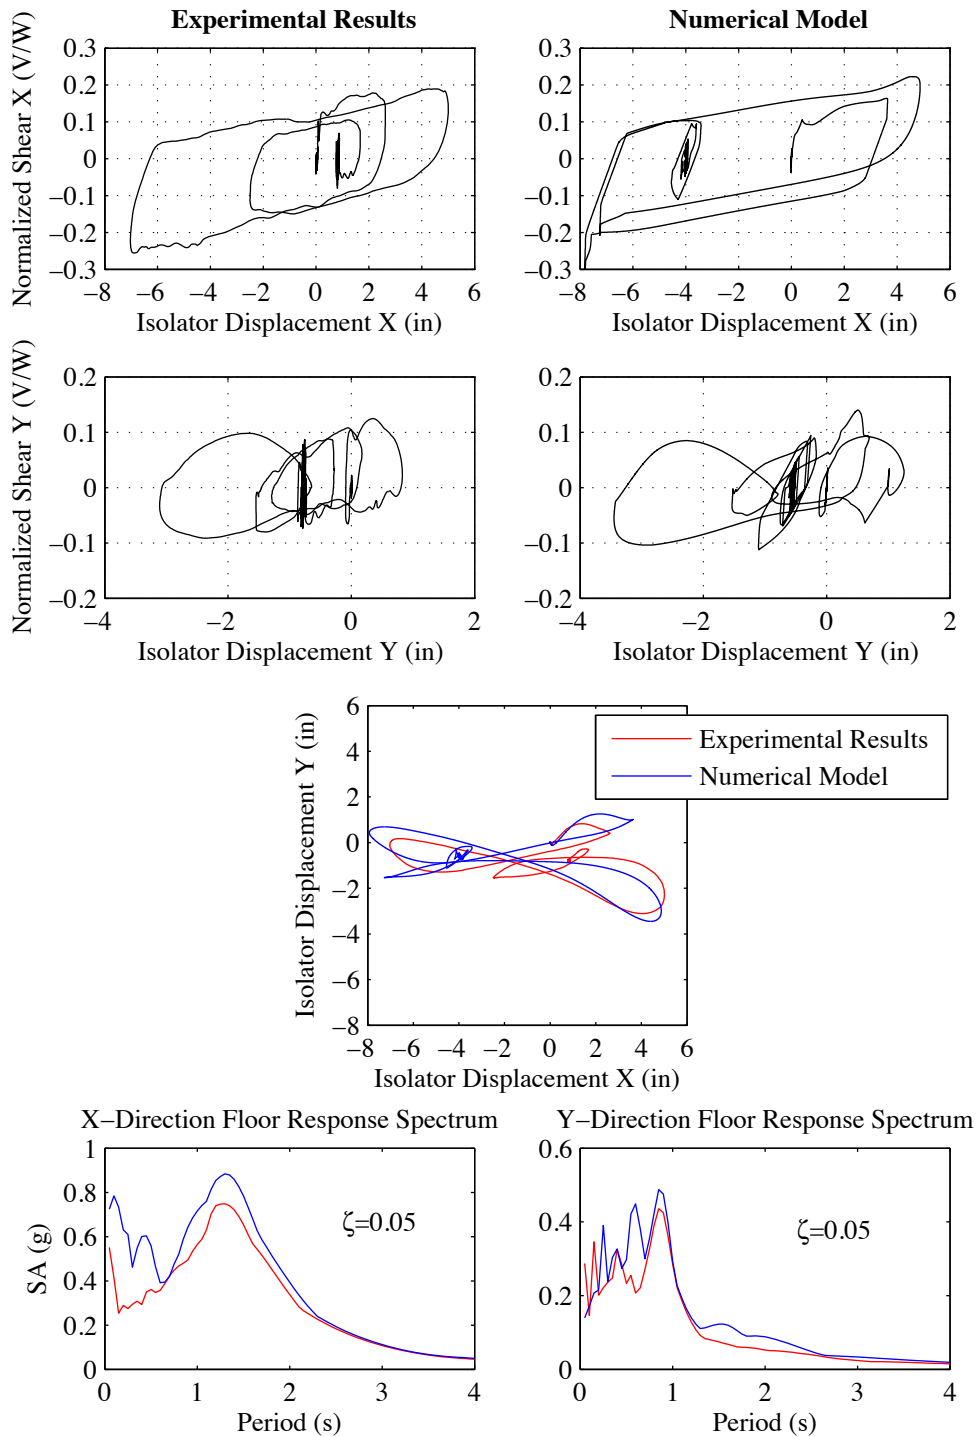 Experimental Results
Numerical Model
Normalized Shear X (V/W)
0.3
0.2
0.1
0
−0.1
−0.2
−0.3
−8 −6 −4 −2 0 2 4 6
Isolator Displacement X (in)
0.3
0.2
0.1
0
−0.1
−0.2
−0.3
−8 −6 −4 −2 0 2 4 6
Isolator Displacement X (in)
Normalized Shear Y (V/W)
0.2
0.1
0
−0.1
−0.2
−4 −2 0 2
Isolator Displacement Y (in)
0.2
0.1
0
−0.1
−0.2
−4 −2 0 2
Isolator Displacement Y (in)
Isolator Displacement Y (in)
6
4
2
0
−2
−4
−6
−8
−8 −6 −4 −2 0 2 4 6
Isolator Displacement X (in)
Experimental Results
Numerical Model
X−Direction Floor Response Spectrum
SA (g)
1
0.8
0.6
0.4
0.2
0
ζ=0.05
0 1 2 3 4
Period (s)
Y−Direction Floor Response Spectrum
0.6
0.4
0.2
0
ζ=0.05
0 1 2 3 4
Period (s)